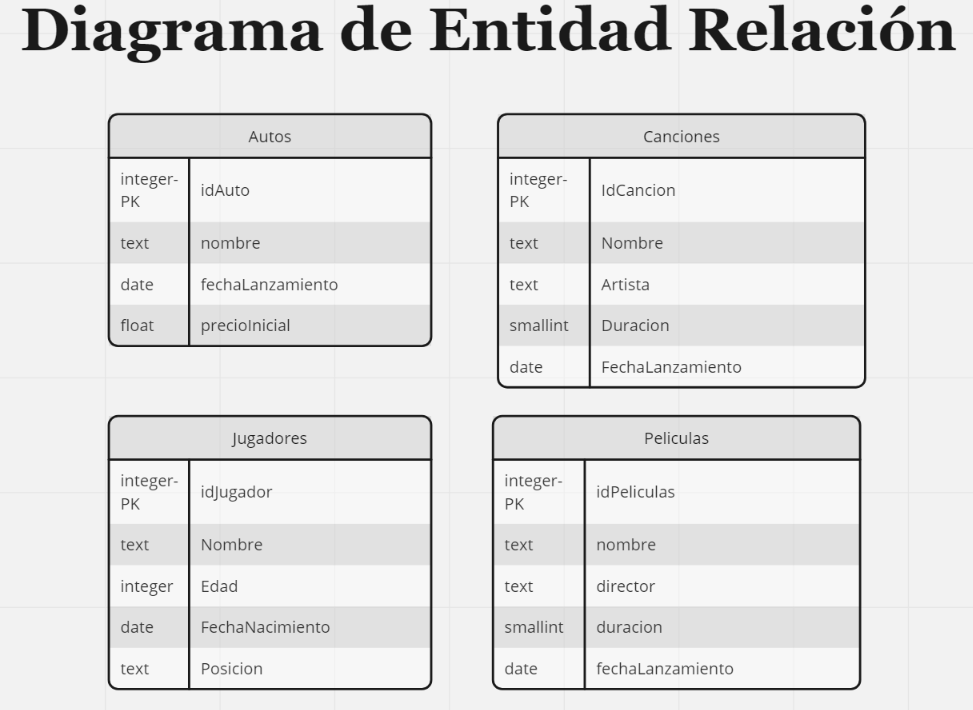 Diagrama de Entidad Relación
Autos
integer-
PK
idAuto
text nombre
date fechaLanzamiento
float precioInicial
Canciones
integer-
PK
IdCancion
text Nombre
text Artista
smallint Duracion
date FechaLanzamiento
Jugadores
integer-
PK
idJugador
text Nombre
integer Edad
date FechaNacimiento
text Posicion
Peliculas
integer-
PK
idPeliculas
text nombre
text director
smallint duracion
date fechaLanzamiento